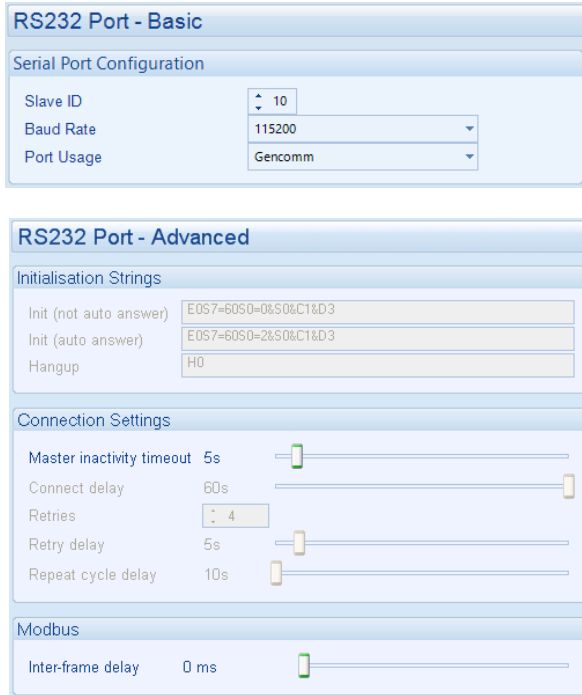 RS232 Port - Basic
Serial Port Configuration
Slave ID 10
Baud Rate 115200
Port Usage Gencomm
RS232 Port - Advanced
Initialisation Strings
Init (not auto answer) E0S7=60S0=0&S0&C1&D3
Init (auto answer) E0S7=60S0=2&S0&C1&D3
Hangup H0
Connection Settings
Master inactivity timeout 5s
Connect delay 60s
Retries 4
Retry delay 5s
Repeat cycle delay 10s
Modbus
Inter-frame delay 0 ms